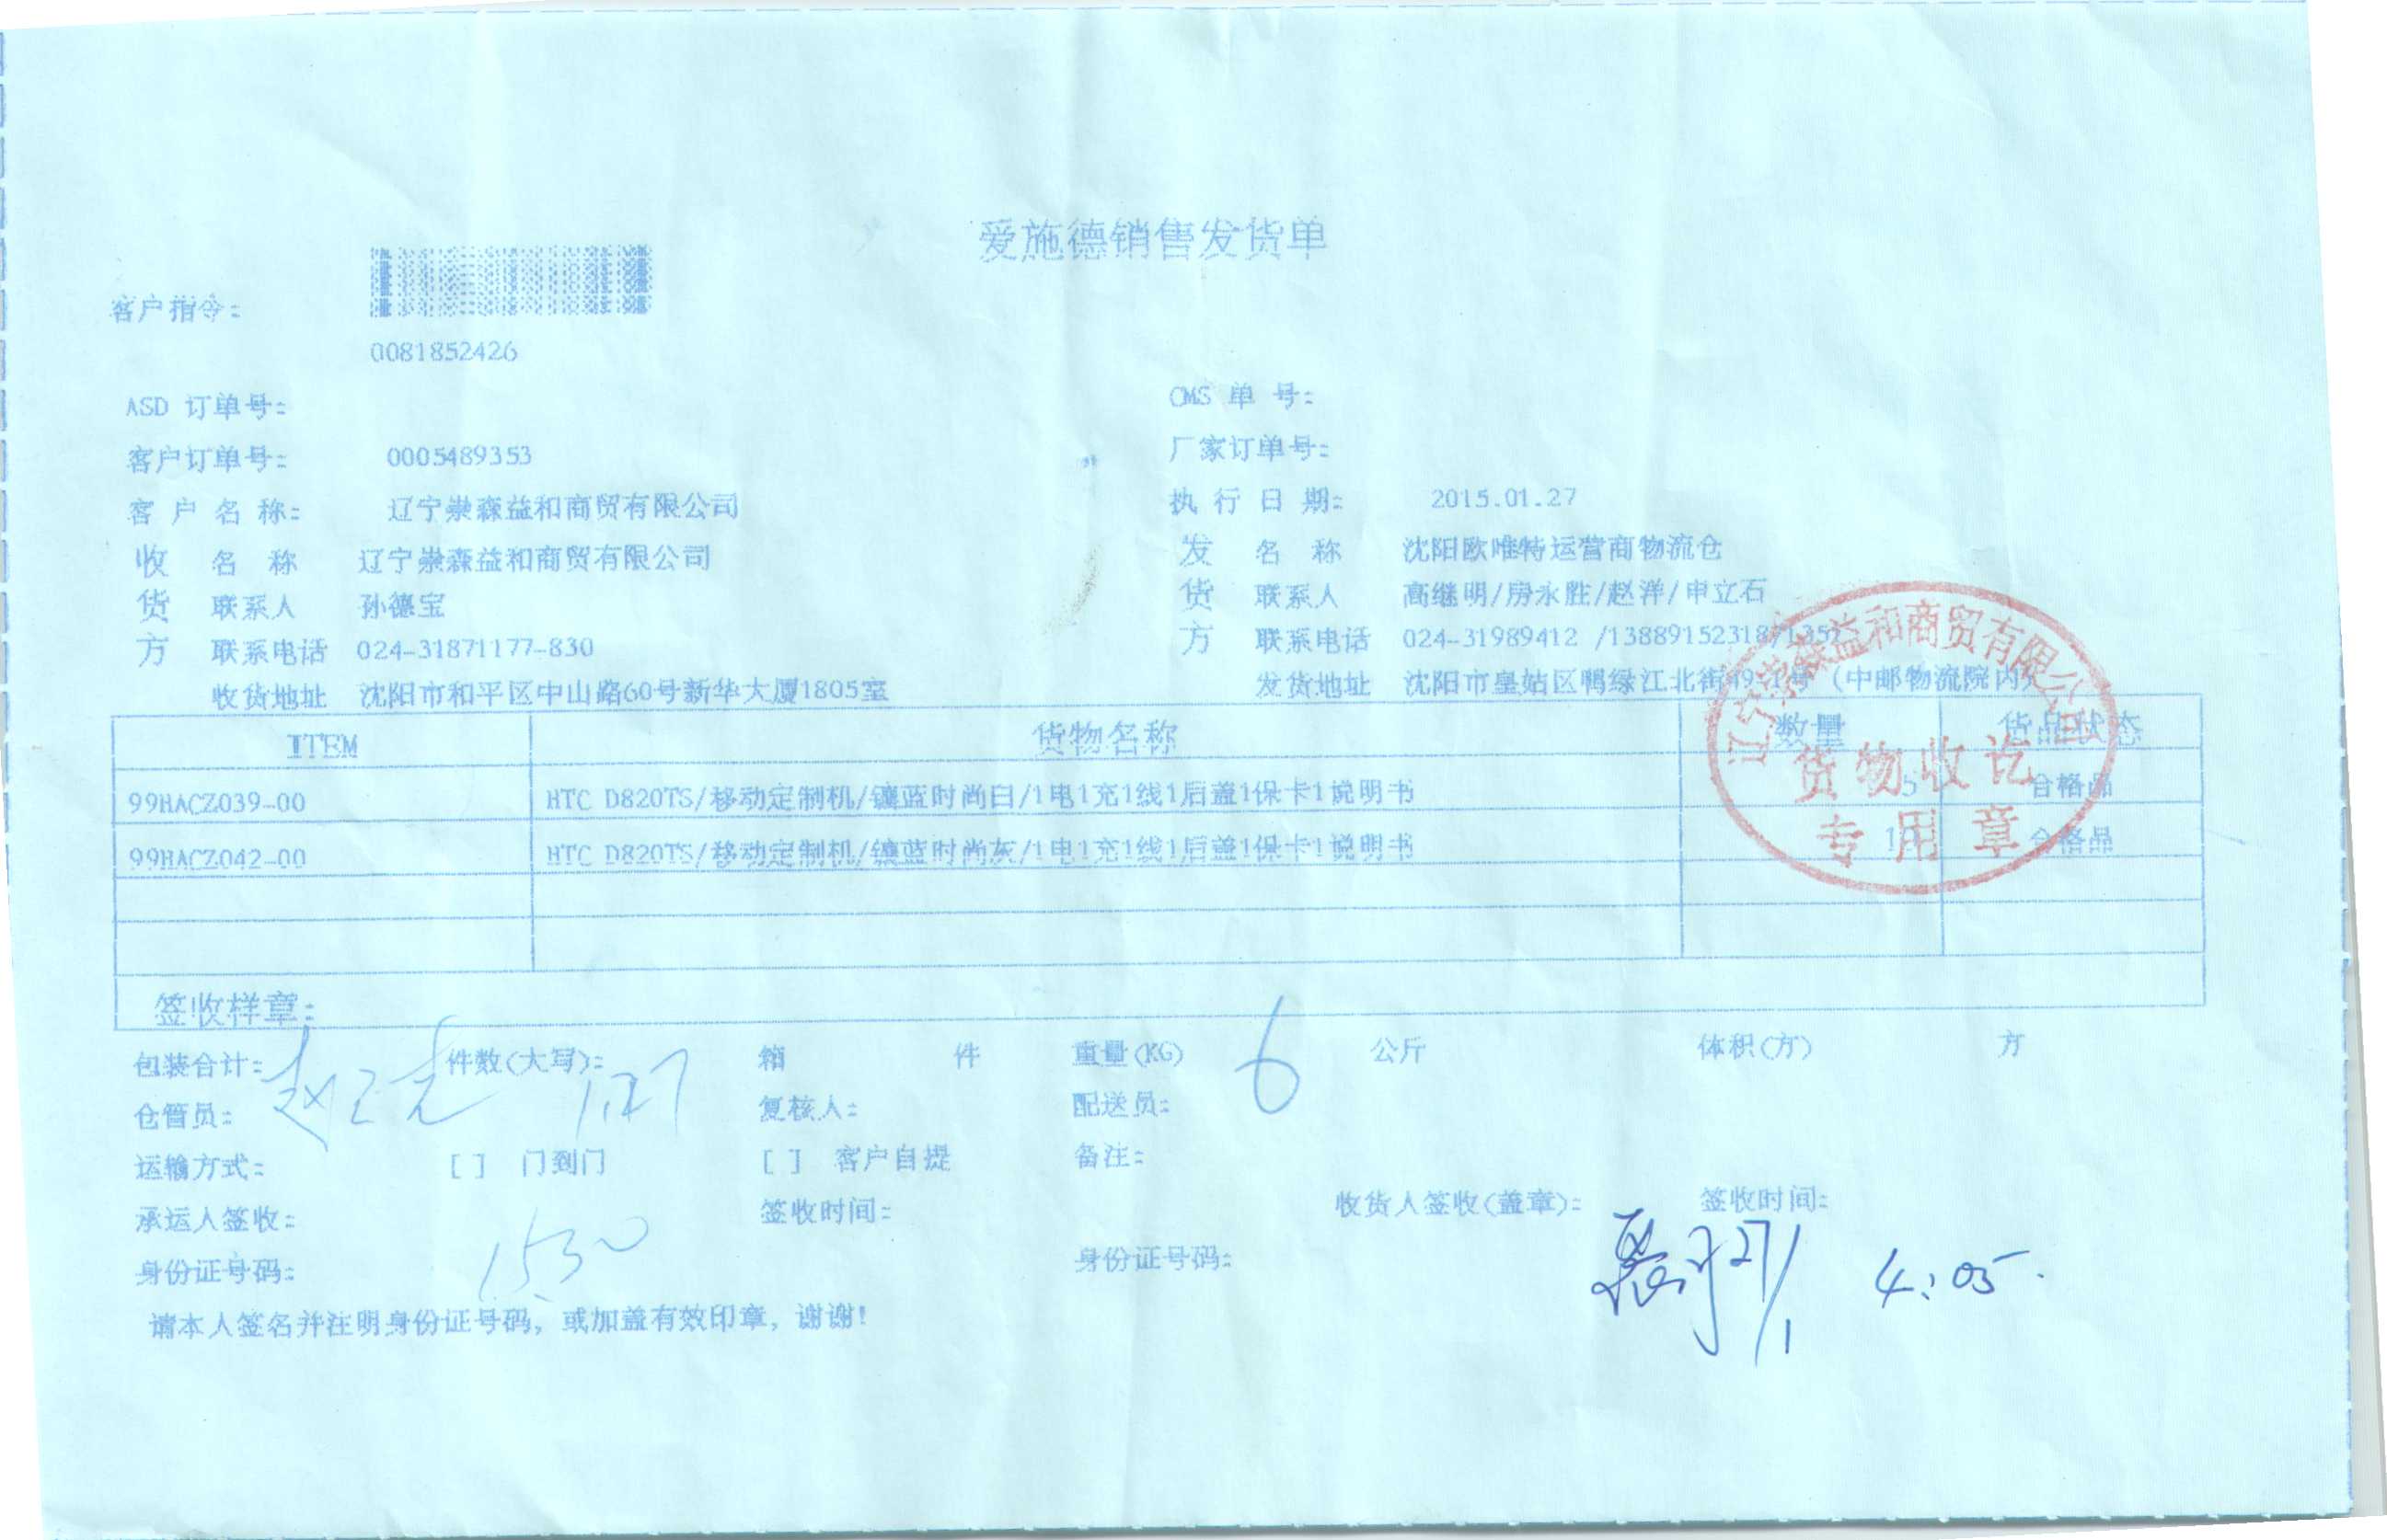 爱施德销售发货单
客户指令:
0081852426
ASD 订单号: CMS 单 号:
客户订单号: 0005489353 厂家订单号:
客 户 名 称: 辽宁崇森益和商贸有限公司 执 行 日 期: 2015.01.27
收 名 称 辽宁崇森益和商贸有限公司 发 名 称 沈阳欧唯特运营商物流仓
货 联系人 孙德宝 货 联系人 高继明/房永胜/赵洋/申立石
方 联系电话 024-31871177-830 方 联系电话 024-31989412 /13889152318/
收货地址 沈阳市和平区中山路60号新华大厦1805室 发货地址 沈阳市皇姑区鸭绿江北街 (中邮物流院内)
ITEM 货物名称 数量 货品状态
99HACZ039-00 HTC D820TS/移动定制机/镶蓝时尚白/1电1充1线1后盖1保卡1说明书 5 合格品
99HACZ042-00 HTC D820TS/移动定制机/镶蓝时尚灰/1电1充1线1后盖1保卡1说明书 合格品
辽宁崇森益和商贸有限公司
货物收讫
专用章
签收样章:
包装合计: 件数(大写): 箱 件 重量(KG) 6 公斤 体积(方) 方
仓管员: 1.27 复核人: 配送员:
运输方式: [ ] 门到门 [ ] 客户自提 备注:
承运人签收: 签收时间: 收货人签收(盖章): 签收时间:
27/1 4:05.
身份证号码: 15:30 身份证号码:
请本人签名并注明身份证号码, 或加盖有效印章, 谢谢!